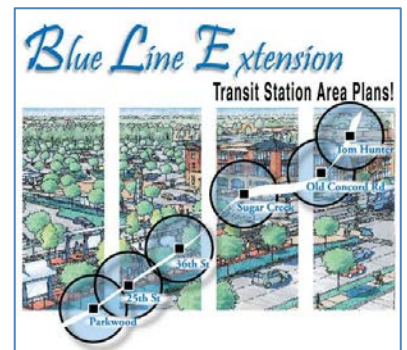 Blue Line Extension
Transit Station Area Plans!
Tom Hunter
Old Concord Rd
Sugar Creek
36th St
25th St
Parkwood